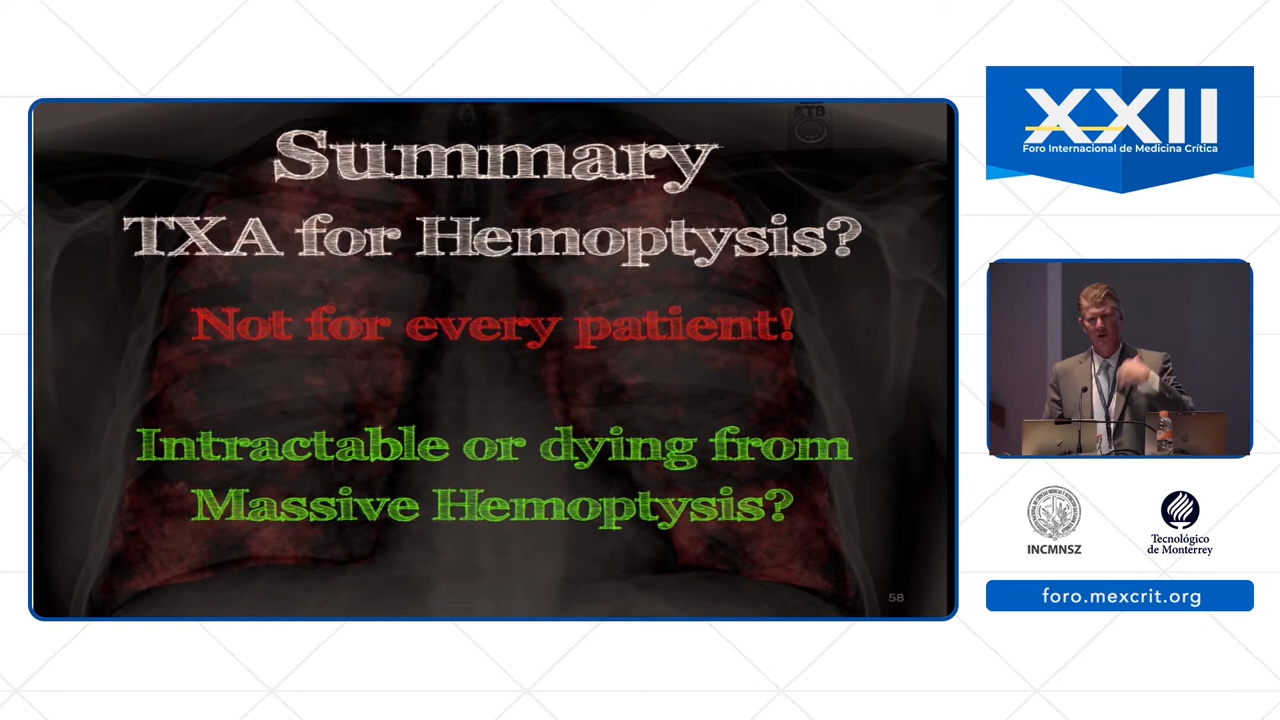 Summary
TXA for Hemoptysis?
Not for every patient!
Intractable or dying from
Massive Hemoptysis?
58
XXII
Foro Internacional de Medicina Crítica
INCMNSZ
Tecnológico
de Monterrey
foro.mexcrit.org